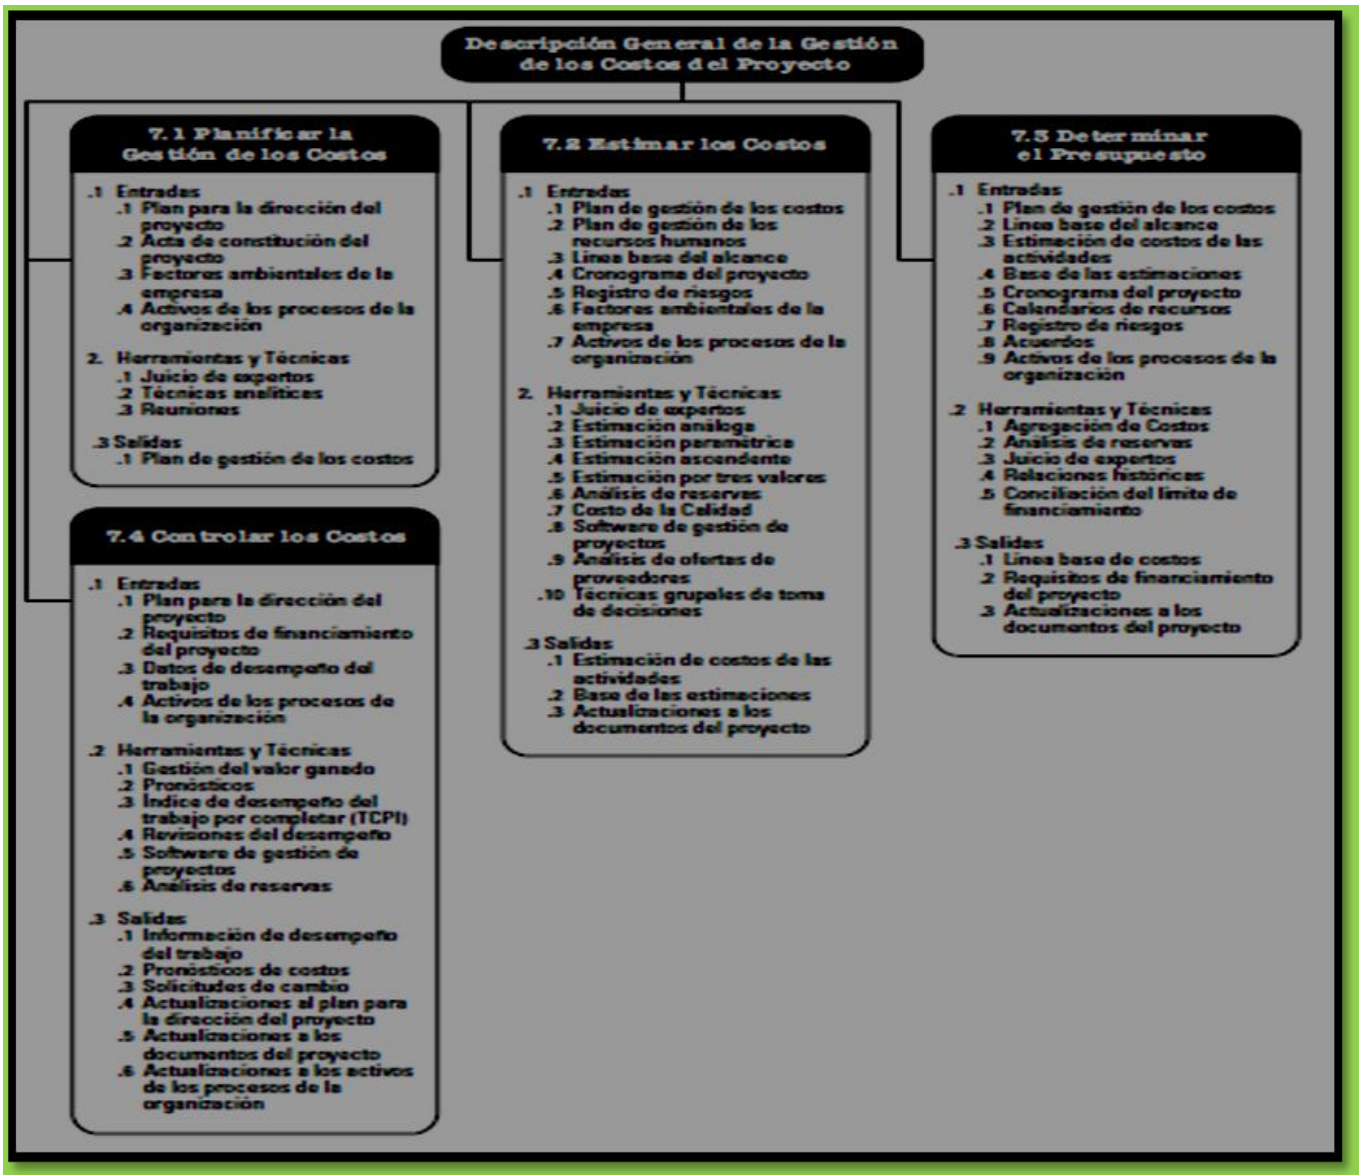 Descripción General de la Gestión
de los Costos del Proyecto
7.1 Planificar la
Gestión de los Costos
.1 Entradas
.1 Plan para la dirección del
proyecto
.2 Acta de constitución del
proyecto
.3 Factores ambientales de la
empresa
.4 Activos de los procesos de la
organización
2. Herramientas y Técnicas
.1 Juicio de expertos
.2 Técnicas analíticas
.3 Reuniones
.3 Salidas
.1 Plan de gestión de los costos
7.2 Estimar los Costos
.1 Entradas
.1 Plan de gestión de los costos
.2 Plan de gestión de los
recursos humanos
.3 Línea base del alcance
.4 Cronograma del proyecto
.5 Registro de riesgos
.6 Factores ambientales de la
empresa
.7 Activos de los procesos de la
organización
2. Herramientas y Técnicas
.1 Juicio de expertos
.2 Estimación análoga
.3 Estimación paramétrica
.4 Estimación ascendente
.5 Estimación por tres valores
.6 Análisis de reservas
.7 Costo de la Calidad
.8 Software de gestión de
proyectos
.9 Análisis de ofertas de
proveedores
.10 Técnicas grupales de toma
de decisiones
.3 Salidas
.1 Estimación de costos de las
actividades
.2 Base de las estimaciones
.3 Actualizaciones a los
documentos del proyecto
7.3 Determinar
el Presupuesto
.1 Entradas
.1 Plan de gestión de los costos
.2 Línea base del alcance
.3 Estimación de costos de las
actividades
.4 Base de las estimaciones
.5 Cronograma del proyecto
.6 Calendarios de recursos
.7 Registro de riesgos
.8 Acuerdos
.9 Activos de los procesos de la
organización
.2 Herramientas y Técnicas
.1 Agregación de Costos
.2 Análisis de reservas
.3 Juicio de expertos
.4 Relaciones históricas
.5 Conciliación del límite de
financiamiento
.3 Salidas
.1 Línea base de costos
.2 Requisitos de financiamiento
del proyecto
.3 Actualizaciones a los
documentos del proyecto
7.4 Controlar los Costos
.1 Entradas
.1 Plan para la dirección del
proyecto
.2 Requisitos de financiamiento
del proyecto
.3 Datos de desempeño del
trabajo
.4 Activos de los procesos de
la organización
.2 Herramientas y Técnicas
.1 Gestión del valor ganado
.2 Pronósticos
.3 Índice de desempeño del
trabajo por completar (TCPI)
.4 Revisiones del desempeño
.5 Software de gestión de
proyectos
.6 Análisis de reservas
.3 Salidas
.1 Información de desempeño
del trabajo
.2 Pronósticos de costos
.3 Solicitudes de cambio
.4 Actualizaciones al plan para
la dirección del proyecto
.5 Actualizaciones a los
documentos del proyecto
.6 Actualizaciones a los activos
de los procesos de la
organización